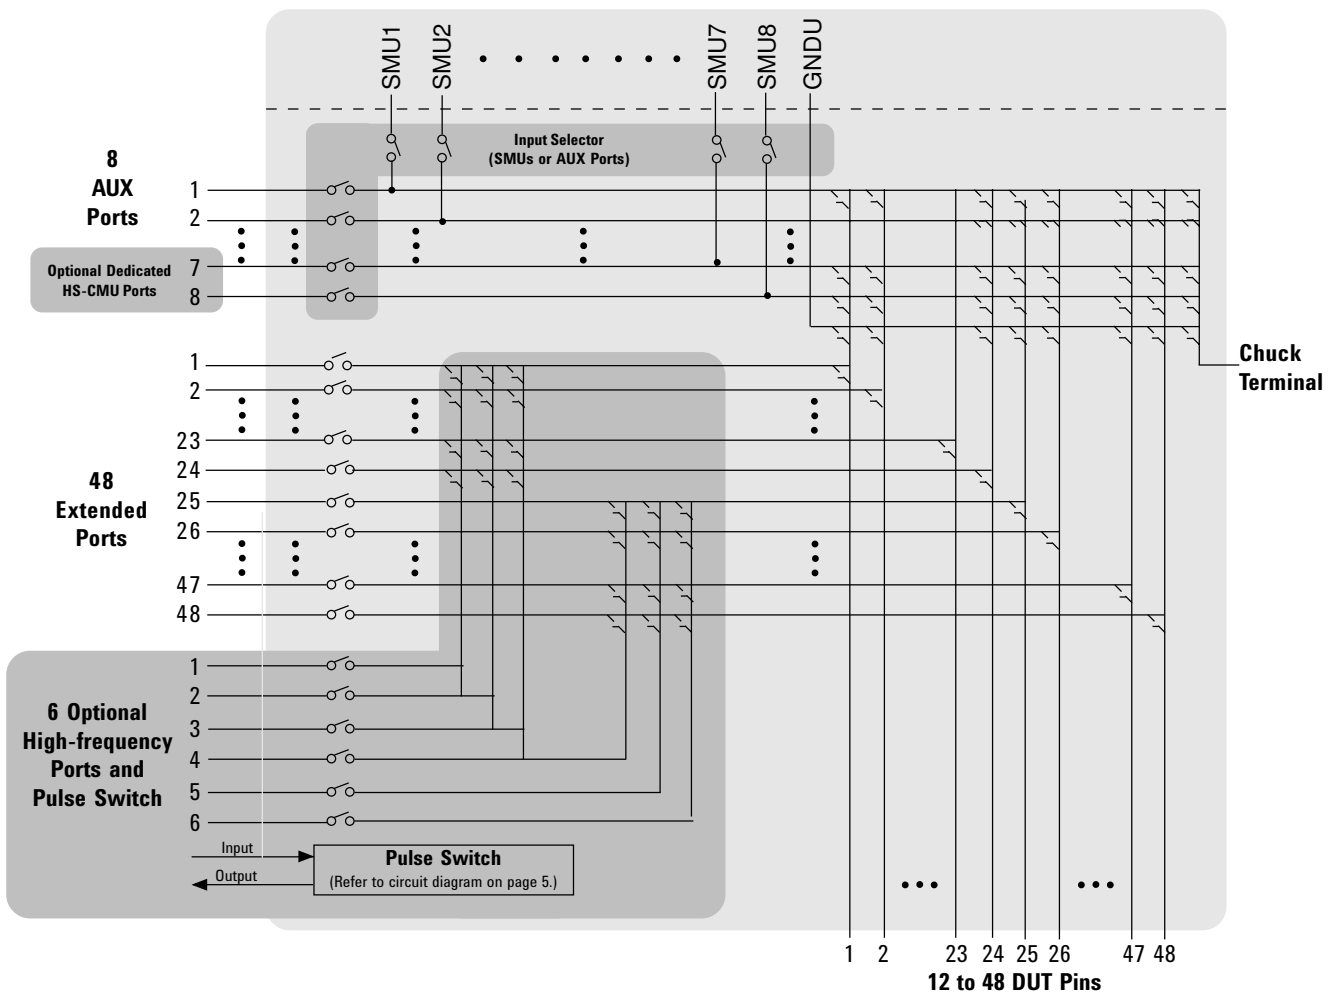 SMU1
SMU2
SMU7
SMU8
GNDU
Input Selector
(SMUs or AUX Ports)
8
AUX
Ports
1
2
Optional Dedicated
HS-CMU Ports
7
8
Chuck
Terminal
48
Extended
Ports
1
2
23
24
25
26
47
48
6 Optional
High-frequency
Ports and
Pulse Switch
1
2
3
4
5
6
Input
Output
Pulse Switch
(Refer to circuit diagram on page 5.)
1 2 23 24 25 26 47 48
12 to 48 DUT Pins